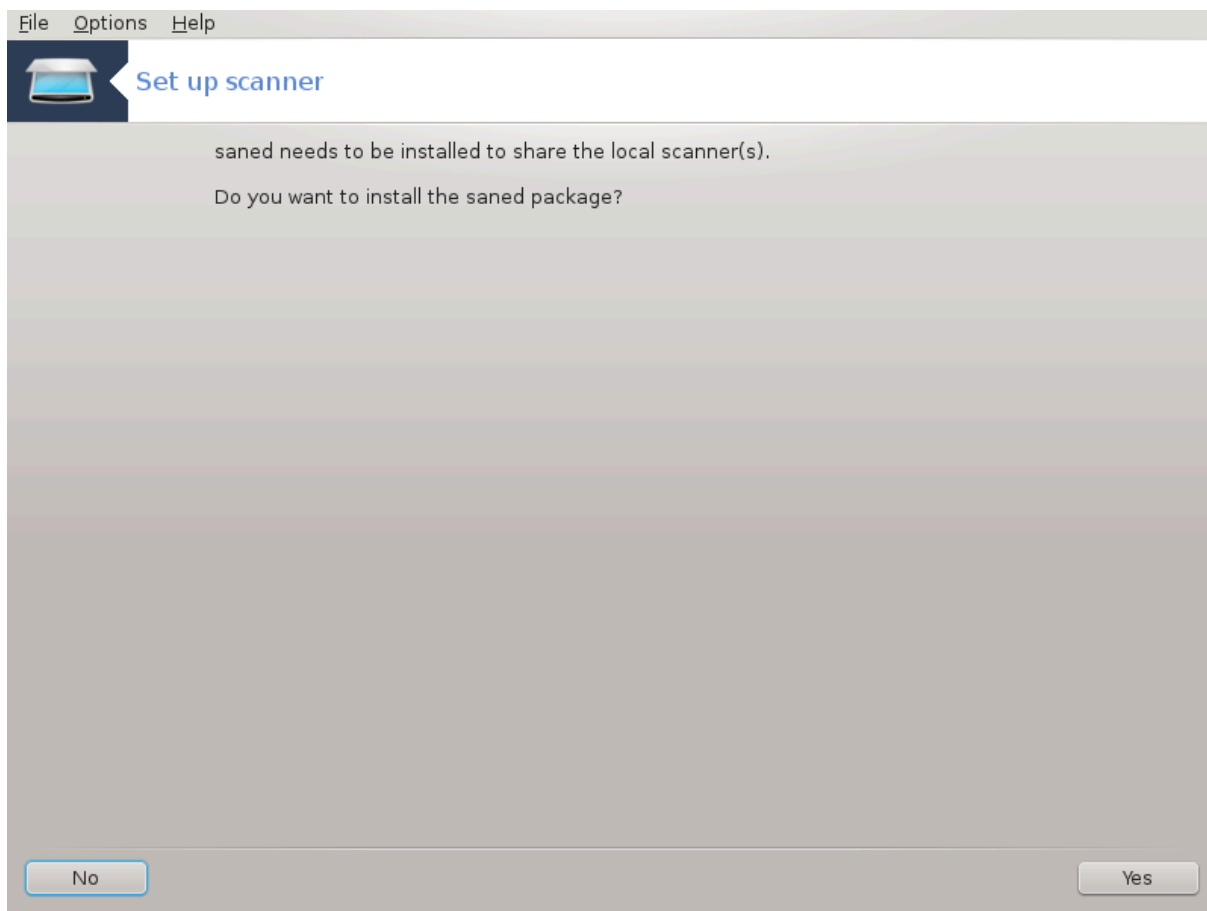 File Options Help
Set up scanner
saned needs to be installed to share the local scanner(s).
Do you want to install the saned package?
No Yes